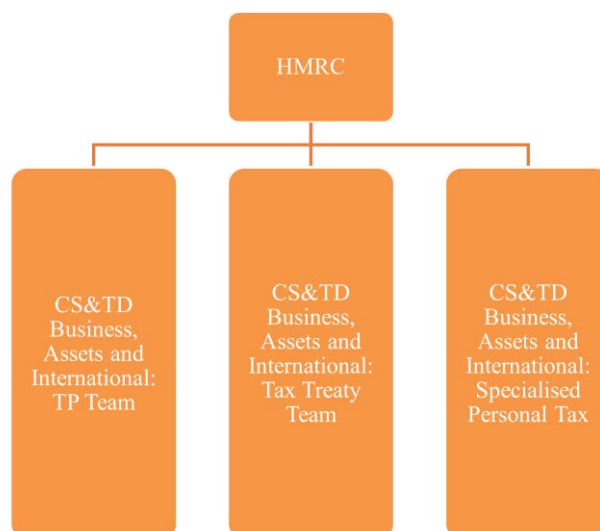 HMRC
CS&TD
Business,
Assets and
International:
TP Team
CS&TD
Business,
Assets and
International:
Tax Treaty
Team
CS&TD
Business,
Assets and
International:
Specialised
Personal Tax